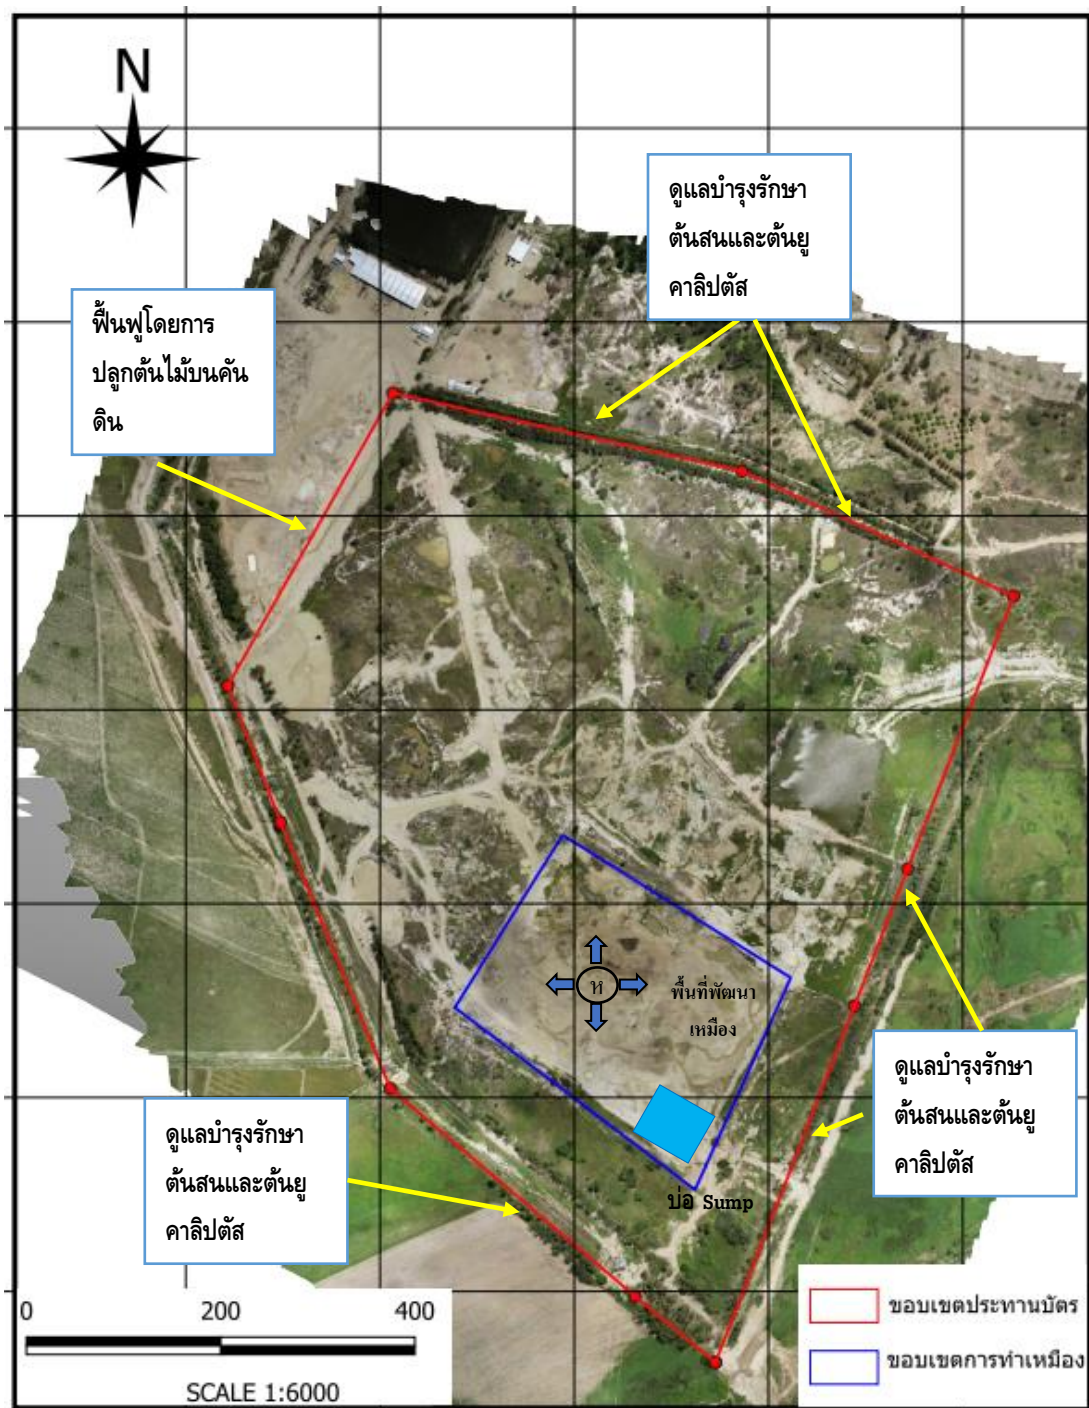 N
ดูแลบำรุงรักษา
ต้นสนและต้นยู
คาลิปตัส
ฟื้นฟูโดยการ
ปลูกต้นไม้บนคัน
ดิน
ห
พื้นที่พัฒนา
เหมือง
ดูแลบำรุงรักษา
ต้นสนและต้นยู
คาลิปตัส
ดูแลบำรุงรักษา
ต้นสนและต้นยู
คาลิปตัส
บ่อ Sump
0 200 400
SCALE 1:6000
ขอบเขตประทานบัตร
ขอบเขตการทำเหมือง